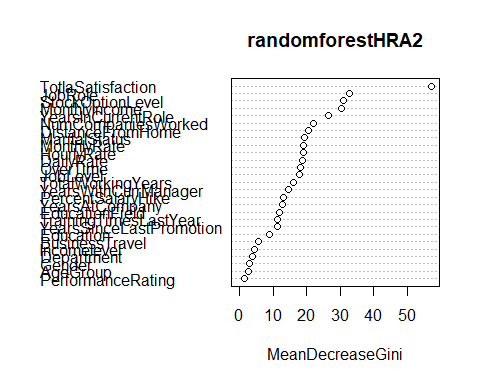 randomforestHRA2
TotlaSatisfaction
JobRole
StockOptionLevel
MonthlyIncome
YearsInCurrentRole
NumCompaniesWorked
DistanceFromHome
MaritalStatus
MonthlyRate
HourlyRate
DailyRate
OverTime
JobLevel
TotalWorkingYears
YearsWithCurrManager
PercentSalaryHike
YearsAtCompany
EducationField
TrainingTimesLastYear
YearsSinceLastPromotion
Education
BusinessTravel
Incomelevel
Department
Gender
AgeGroup
PerformanceRating
0 10 20 30 40 50
MeanDecreaseGini